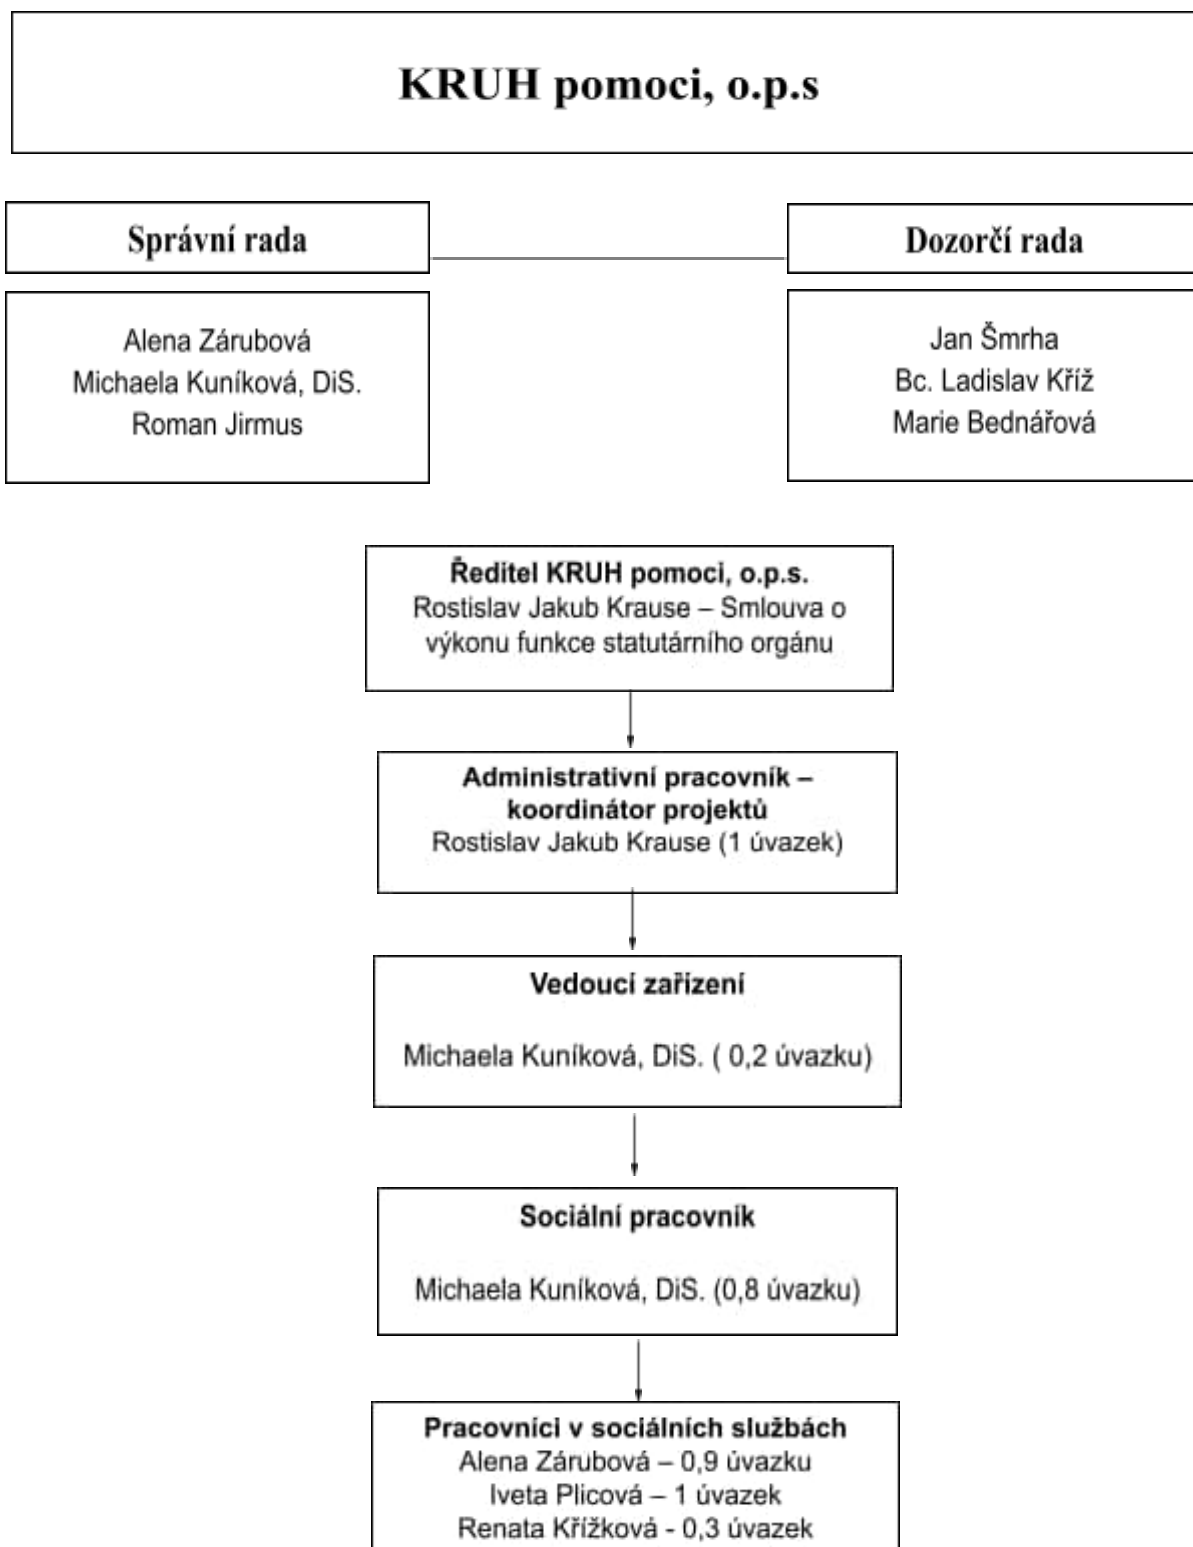 KRUH pomoci, o.p.s
Správní rada
Dozorčí rada
Alena Zárubová
Michaela Kuníková, DiS.
Roman Jirmus
Jan Šmrha
Bc. Ladislav Kříž
Marie Bednářová
Ředitel KRUH pomoci, o.p.s.
Rostislav Jakub Krause – Smlouva o
výkonu funkce statutárního orgánu
Administrativní pracovník –
koordinátor projektů
Rostislav Jakub Krause (1 úvazek)
Vedoucí zařízení
Michaela Kuníková, DiS. ( 0,2 úvazku)
Sociální pracovník
Michaela Kuníková, DiS. (0,8 úvazku)
Pracovníci v sociálních službách
Alena Zárubová – 0,9 úvazku
Iveta Plicová – 1 úvazek
Renata Křížková - 0,3 úvazek